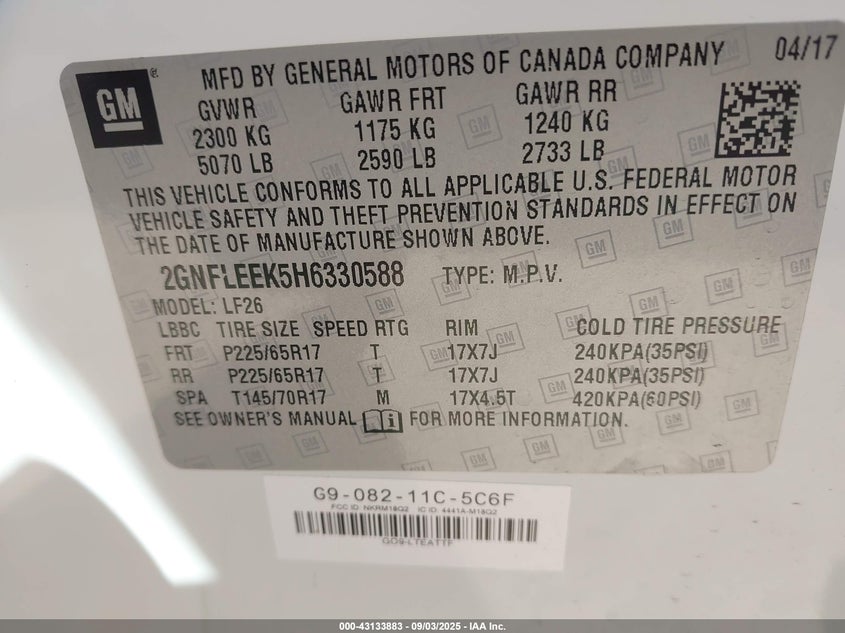 GM
MFD BY GENERAL MOTORS OF CANADA COMPANY 04/17
GVWR GAWR FRT GAWR RR
2300 KG 1175 KG 1240 KG
5070 LB 2590 LB 2733 LB
THIS VEHICLE CONFORMS TO ALL APPLICABLE U.S. FEDERAL MOTOR
VEHICLE SAFETY AND THEFT PREVENTION STANDARDS IN EFFECT ON
THE DATE OF MANUFACTURE SHOWN ABOVE.
2GNFLEEK5H6330588 TYPE: M.P.V.
MODEL: LF26
LBBC TIRE SIZE SPEED RTG RIM COLD TIRE PRESSURE
FRT P225/65R17 T 17X7J 240KPA(35PSI)
RR P225/65R17 T 17X7J 240KPA(35PSI)
SPA T145/70R17 M 17X4.5T 420KPA(60PSI)
SEE OWNER'S MANUAL FOR MORE INFORMATION.
G9-082-11C-5C6F
FCC ID: NKRM18Q2 IC ID: 4441A-M18Q2
GO9-LTEATTF
000-43133883 - 09/03/2025 - IAA Inc.